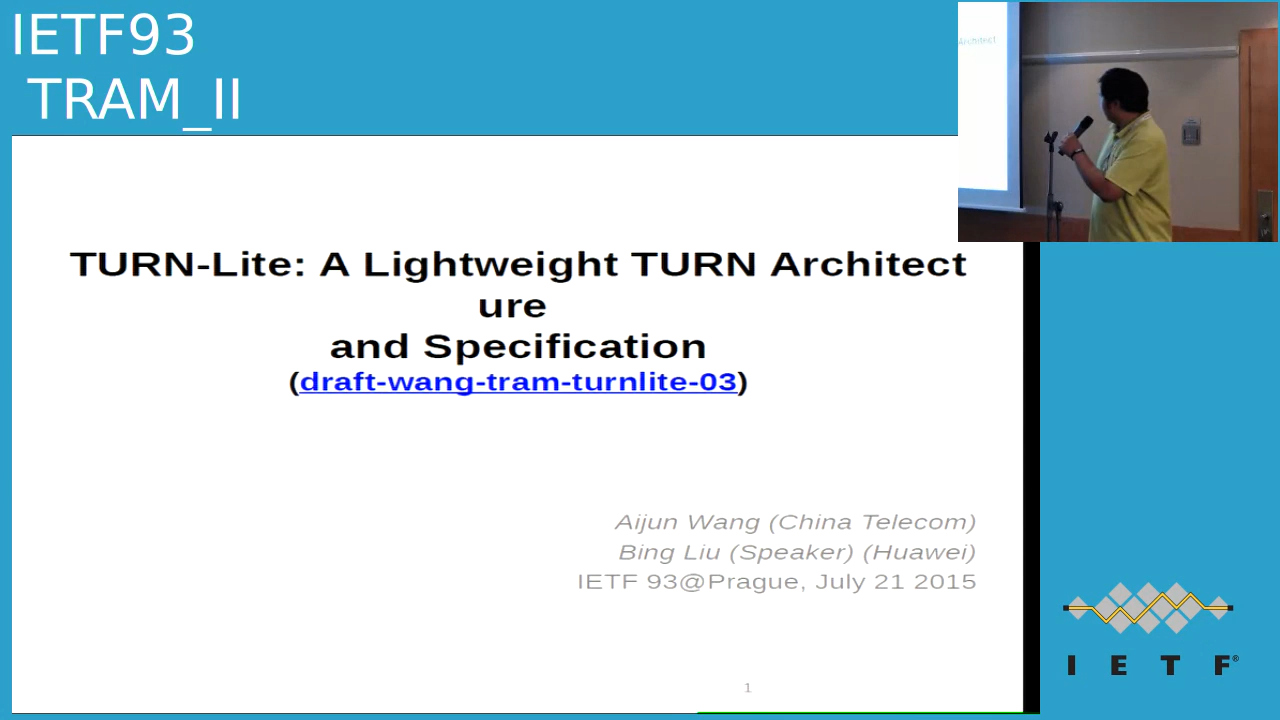 IETF93
TRAM_II
Architect
TURN-Lite: A Lightweight TURN Architect
ure
and Specification
(draft-wang-tram-turnlite-03)
Aijun Wang (China Telecom)
Bing Liu (Speaker) (Huawei)
IETF 93@Prague, July 21 2015
1
I E T F®